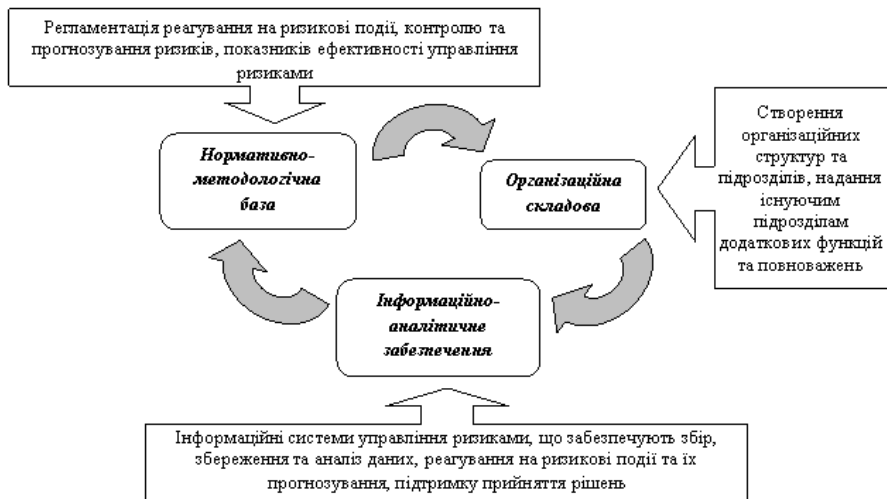 Регламентація реагування на ризикові події, контролю та
прогнозування ризиків, показників ефективності управління
ризиками
Нормативно-
методологічна
база
Організаційна
складова
Створення
організаційних
структур та
підрозділів, надання
існуючим
підрозділам
додаткових функцій
та повноважень
Інформаційно-
аналітичне
забезпечення
Інформаційні системи управління ризиками, що забезпечують збір,
збереження та аналіз даних, реагування на ризикові події та їх
прогнозування, підтримку прийняття рішень